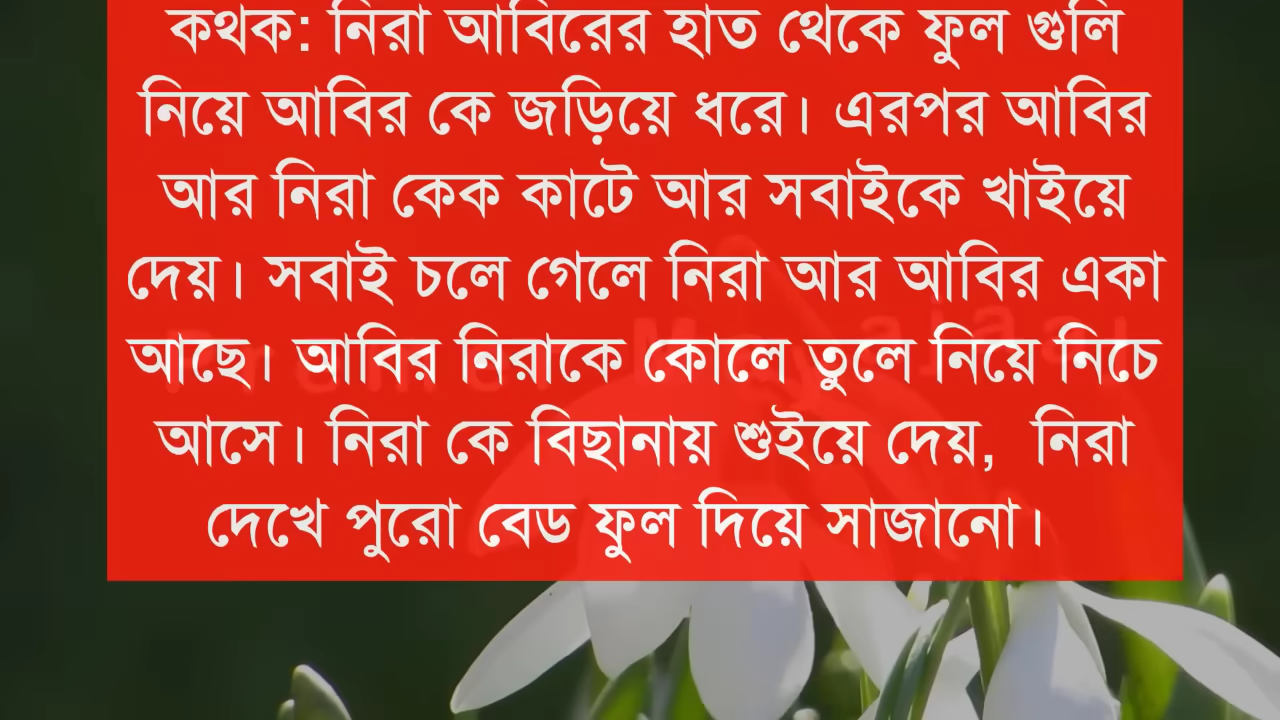 কথক: নিরা আবিরের হাত থেকে ফুল গুলি
নিয়ে আবির কে জড়িয়ে ধরে। এরপর আবির
আর নিরা কেক কাটে আর সবাইকে খাইয়ে
দেয়। সবাই চলে গেলে নিরা আর আবির একা
আছে। আবির নিরাকে কোলে তুলে নিয়ে নিচে
আসে। নিরা কে বিছানায় শুইয়ে দেয়, নিরা
দেখে পুরো বেড ফুল দিয়ে সাজানো।